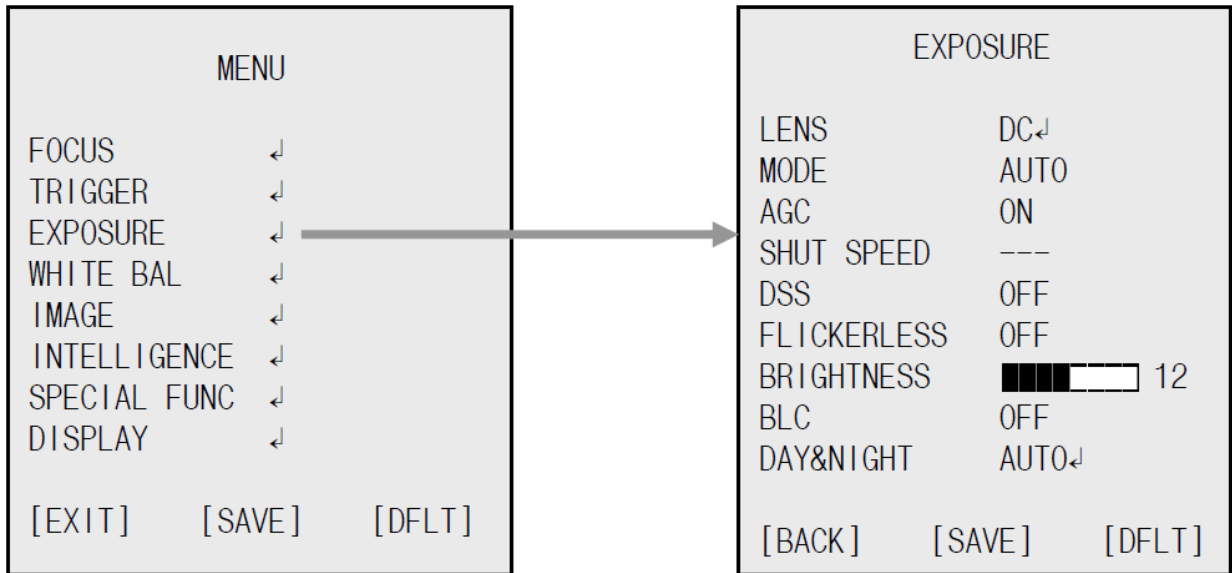 MENU
FOCUS ↲
TRIGGER ↲
EXPOSURE ↲
WHITE BAL ↲
IMAGE ↲
INTELLIGENCE ↲
SPECIAL FUNC ↲
DISPLAY ↲
[EXIT] [SAVE] [DFLT]
EXPOSURE
LENS DC↲
MODE AUTO
AGC ON
SHUT SPEED ---
DSS OFF
FLICKERLESS OFF
BRIGHTNESS 12
BLC OFF
DAY&NIGHT AUTO↲
[BACK] [SAVE] [DFLT]